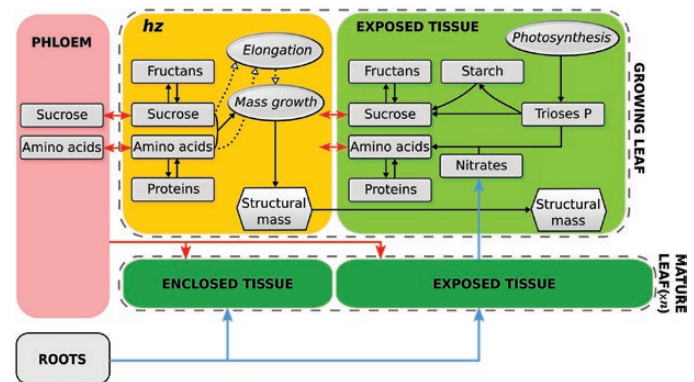 PHLOEM
Sucrose
Amino acids
hz
Elongation
Fructans
Mass growth
Sucrose
Amino acids
Proteins
Structural
mass
EXPOSED TISSUE
Photosynthesis
Fructans
Starch
Sucrose
Trioses P
Amino acids
Nitrates
Proteins
Structural
mass
GROWING LEAF
ENCLOSED TISSUE
EXPOSED TISSUE
MATURE
LEAF(xn)
ROOTS